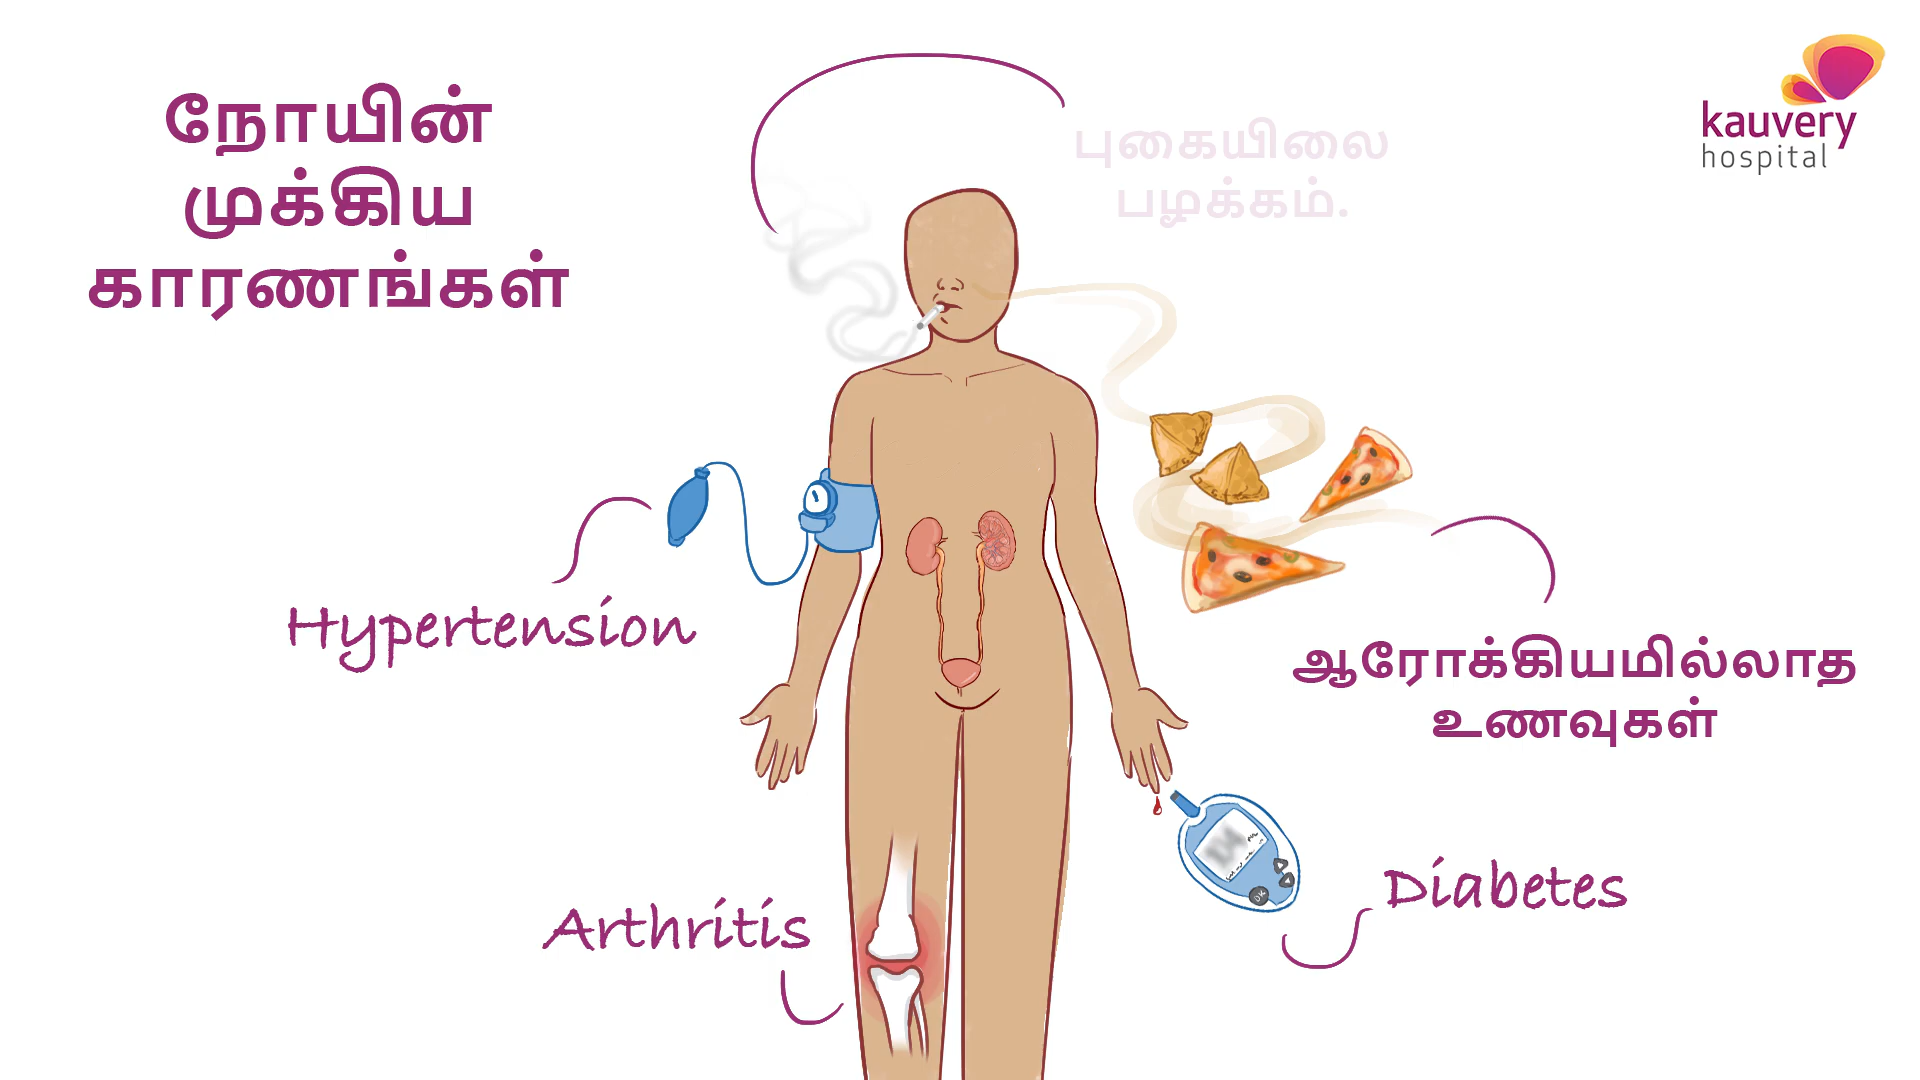 நோயின்
முக்கிய
காரணங்கள்
kauvery
hospital
புகையிலை
பழக்கம்.
Hypertension
ஆரோக்கியமில்லாத
உணவுகள்
Diabetes
Arthritis